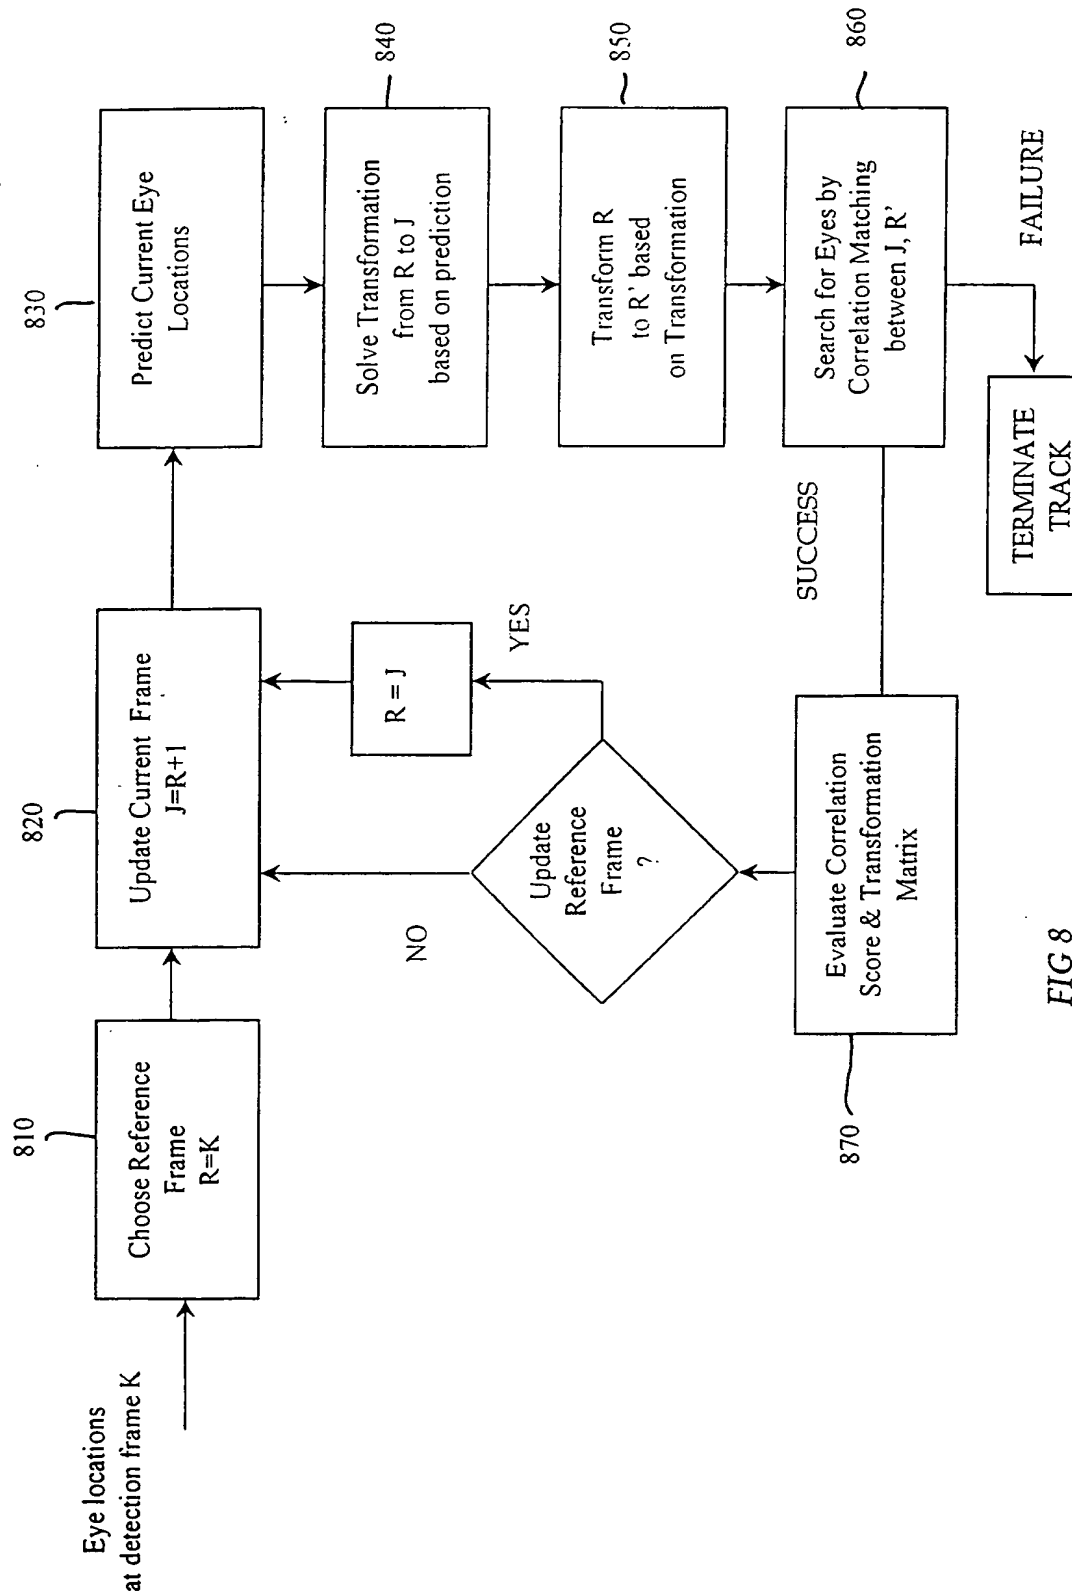 Eye locations
at detection frame K
810
Choose Reference
Frame
R=K
820
Update Current Frame
J=R+1
830
Predict Current Eye
Locations
840
Solve Transformation
from R to J
based on prediction
850
Transform R
to R' based
on Transformation
860
Search for Eyes by
Correlation Matching
between J, R'
FAILURE
TERMINATE
TRACK
SUCCESS
870
Evaluate Correlation
Score & Transformation
Matrix
Update
Reference
Frame
?
NO
YES
R = J
FIG 8